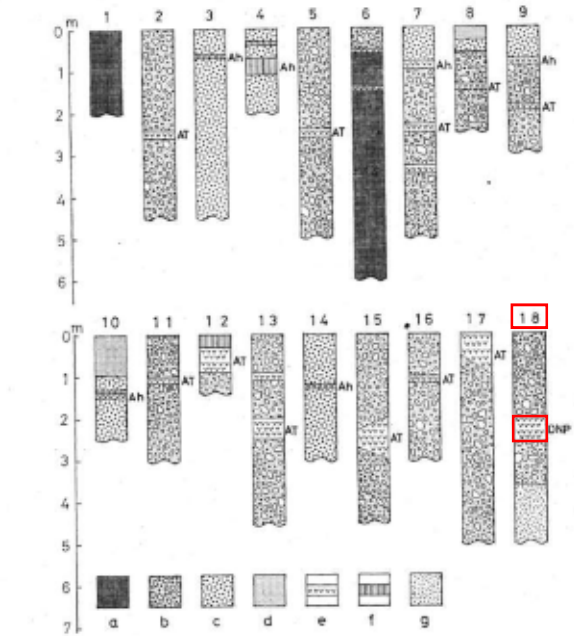 m 1 2 3 4 5 6 7 8 9
0
Ah Ah Ah Ah
1
AT AT
2
AT AT AT
3
4
5
6
m 10 11 12 13 14 15 16 17 18
0
AT AT
1
AT Ah AT
Ah
2
AT AT DNP
3
4
5
6
a b c d e f g
7